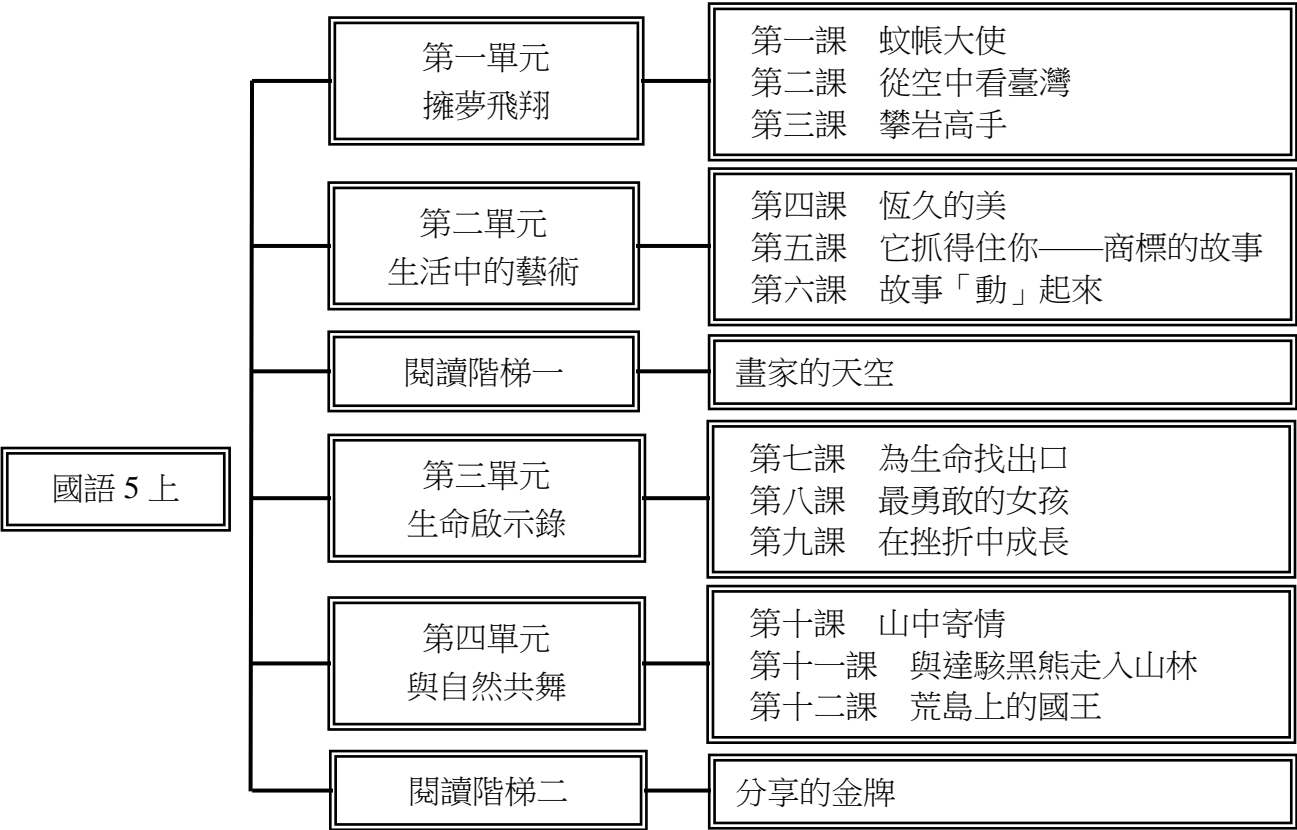 國語 5 上
第一單元
擁夢飛翔
第一課　蚊帳大使
第二課　從空中看臺灣
第三課　攀岩高手
第二單元
生活中的藝術
第四課　恆久的美
第五課　它抓得住你——商標的故事
第六課　故事「動」起來
閱讀階梯一
畫家的天空
第三單元
生命啟示錄
第七課　為生命找出口
第八課　最勇敢的女孩
第九課　在挫折中成長
第四單元
與自然共舞
第十課　山中寄情
第十一課　與達駭黑熊走入山林
第十二課　荒島上的國王
閱讀階梯二
分享的金牌